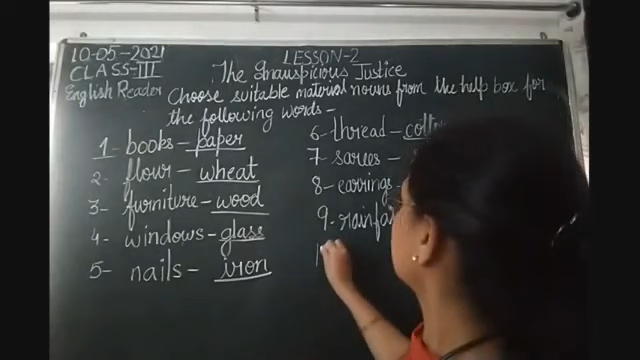 10-05-2021
CLASS-III
English Reader
LESSON-2
The Inauspicious Justice
Choose suitable material nouns from the help box for
the following words-
1- books- paper
2- flour- wheat
3- furniture- wood
4- windows- glass
5- nails- iron
6- thread-
7- sarees-
8- earrings
9-